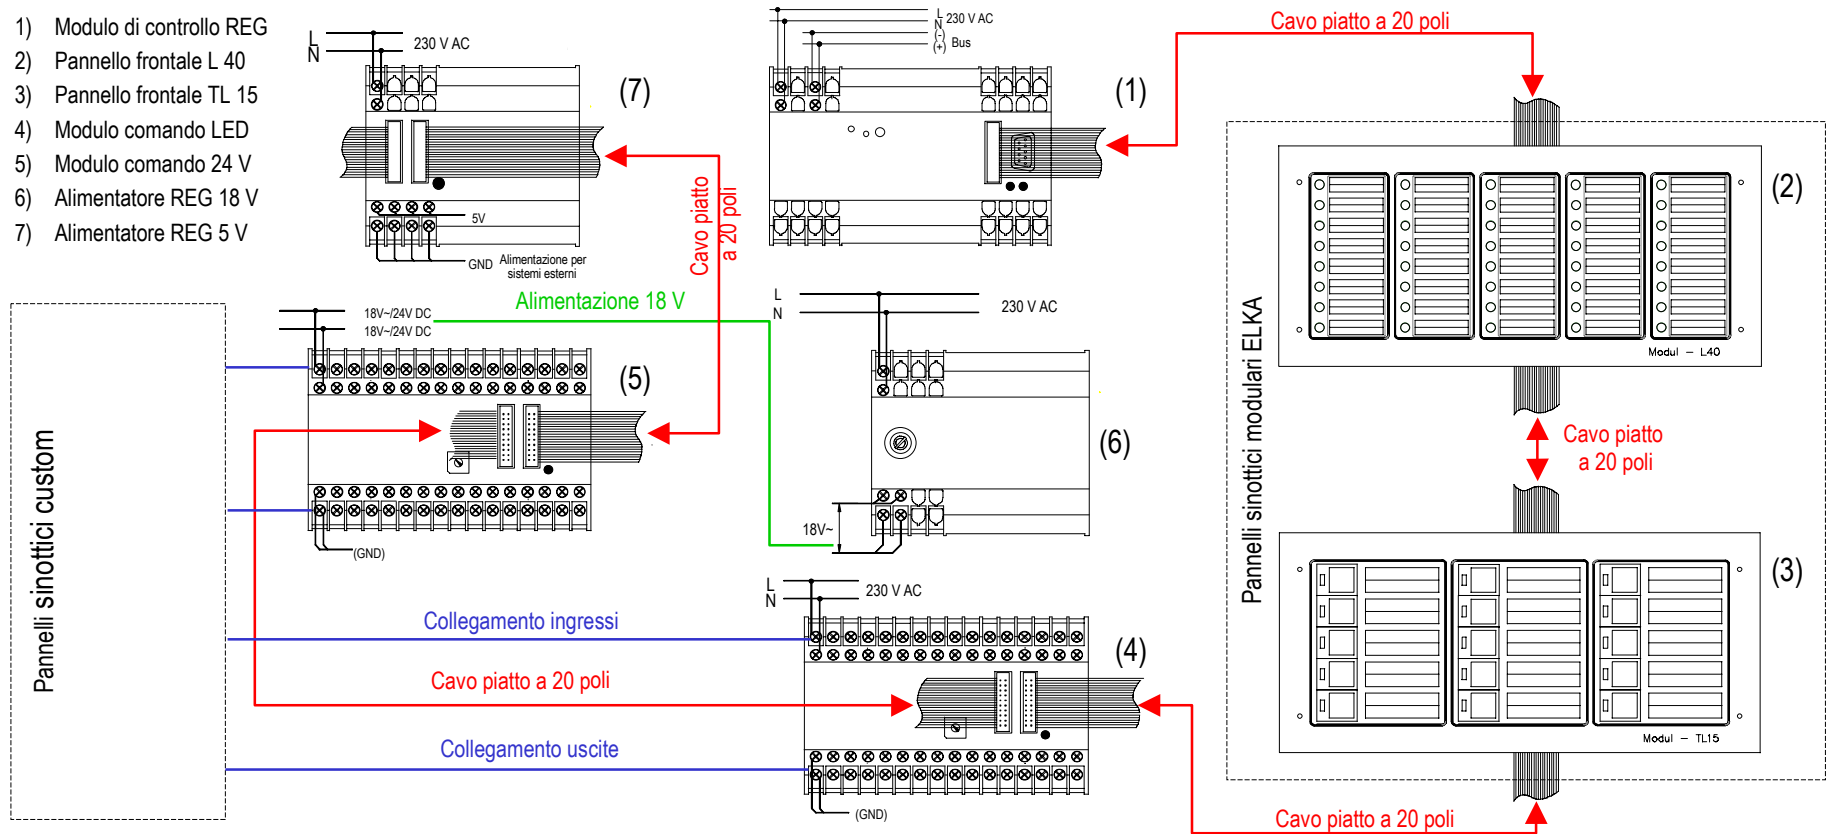 1) Modulo di controllo REG
2) Pannello frontale L 40
3) Pannello frontale TL 15
4) Modulo comando LED
5) Modulo comando 24 V
6) Alimentatore REG 18 V
7) Alimentatore REG 5 V
L
N
230 V AC
(7)
5V
GND
Alimentazione per
sistemi esterni
Cavo piatto
a 20 poli
L
N
230 V AC
(-)
(+)
Bus
(1)
Cavo piatto a 20 poli
Pannelli sinottici modulari ELKA
(2)
Modul – L40
Cavo piatto
a 20 poli
(3)
Modul – TL15
Cavo piatto a 20 poli
Pannelli sinottici custom
18V~/24V DC
18V~/24V DC
Alimentazione 18 V
(5)
(GND)
L
N
230 V AC
(6)
18V~
L
N
230 V AC
(4)
(GND)
Collegamento ingressi
Cavo piatto a 20 poli
Collegamento uscite